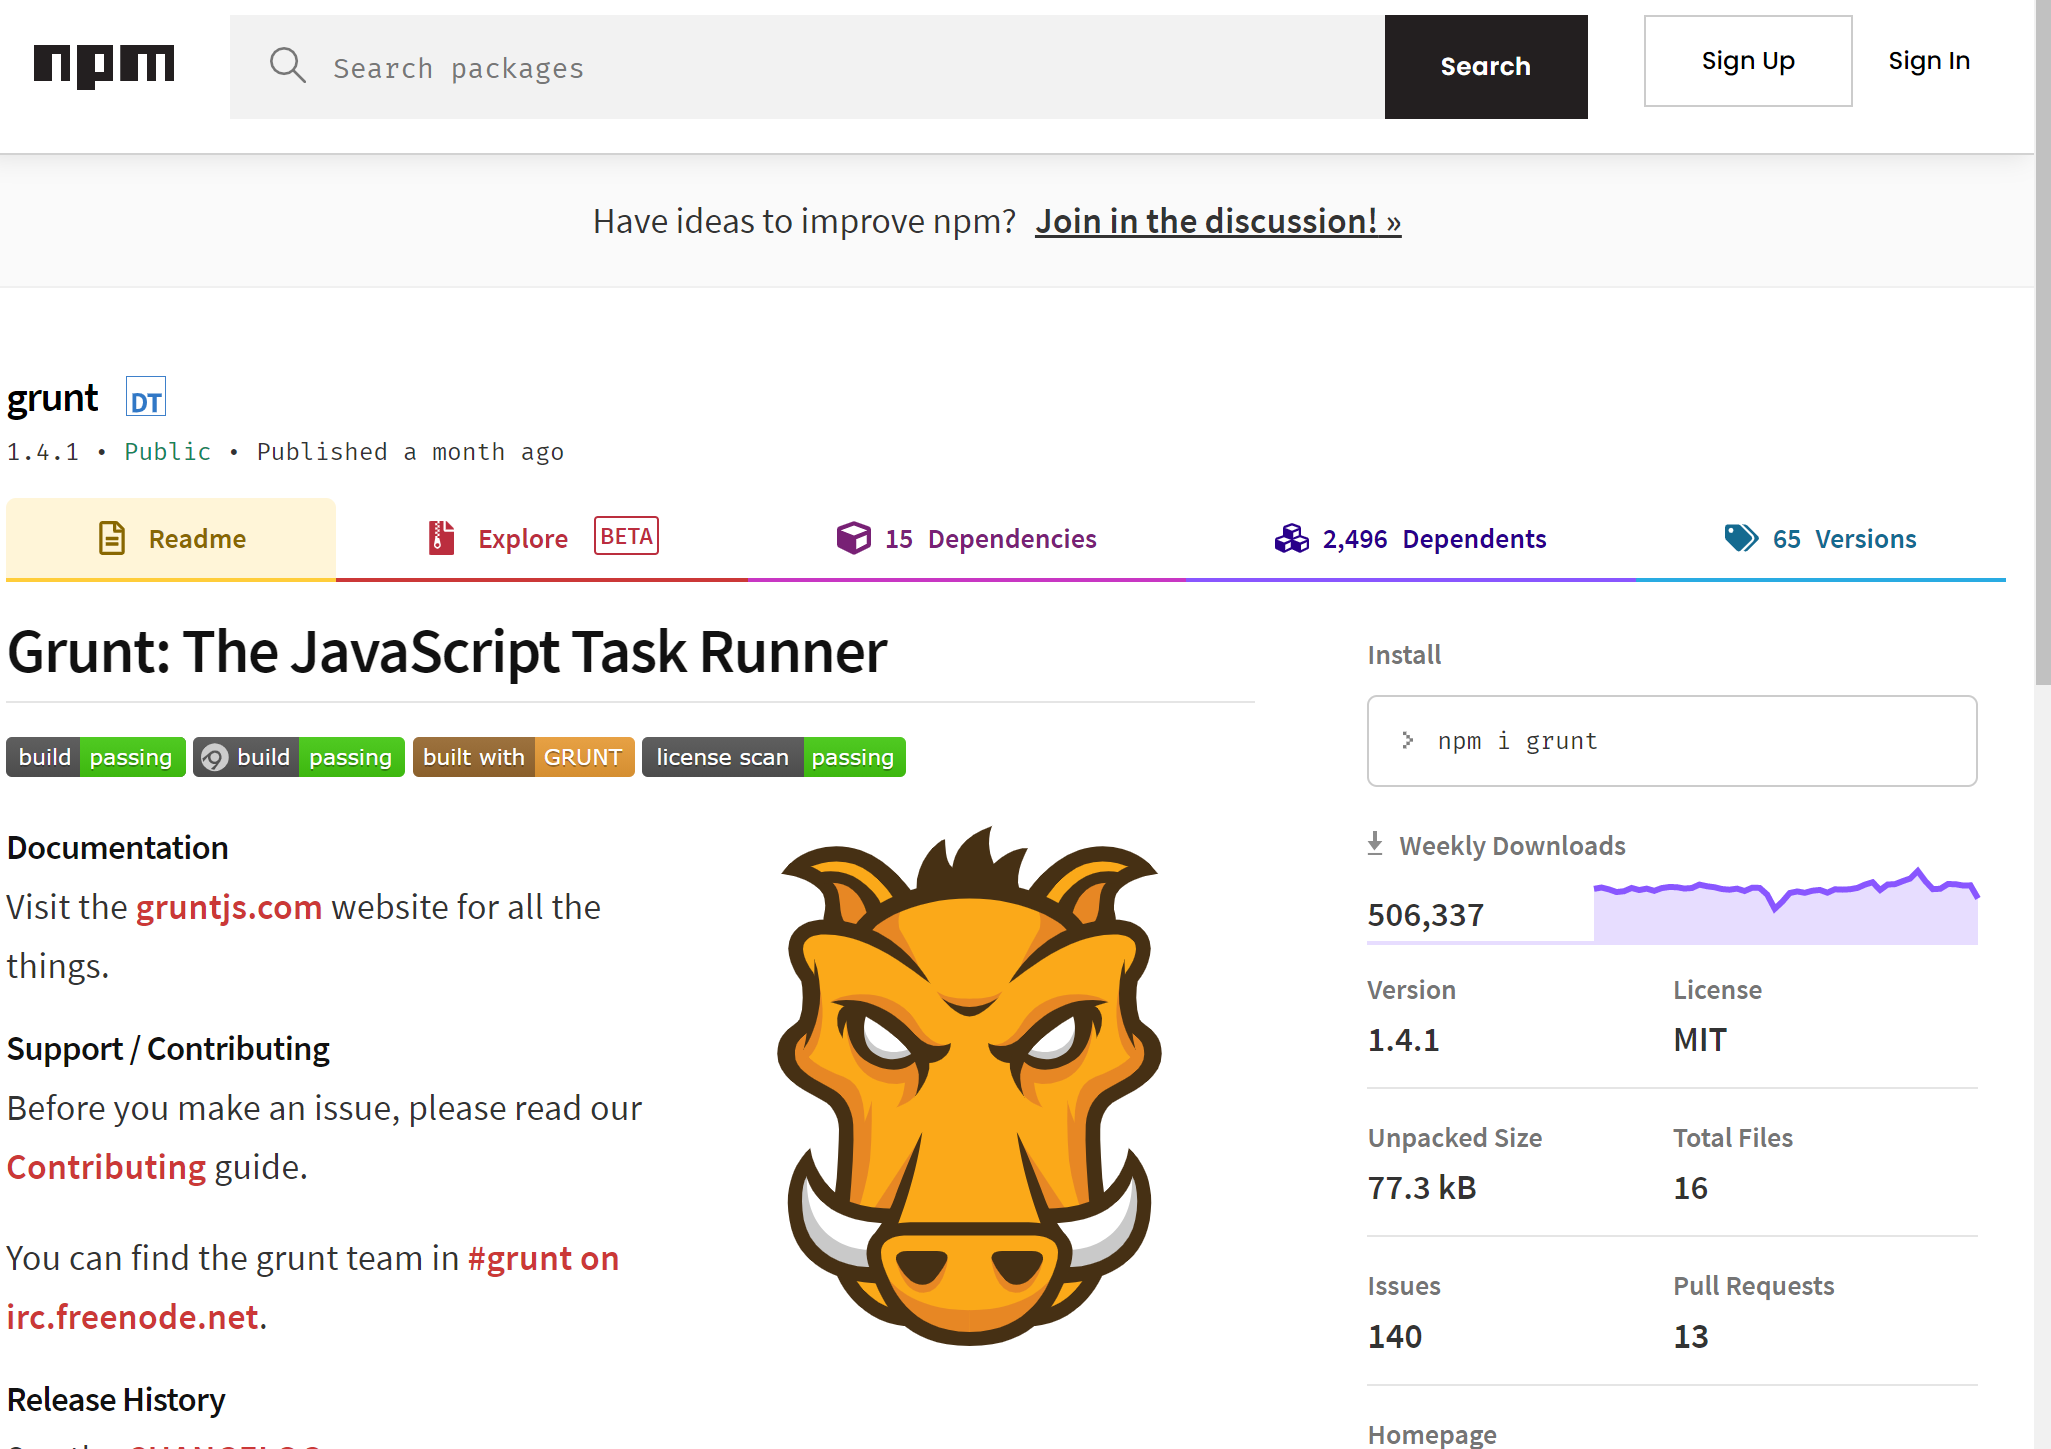 npm
Search packages
Search
Sign Up
Sign In
Have ideas to improve npm? Join in the discussion! »
grunt DT
1.4.1 • Public • Published a month ago
Readme
Explore BETA
15 Dependencies
2,496 Dependents
65 Versions
Grunt: The JavaScript Task Runner
build passing build passing built with GRUNT license scan passing
Documentation
Visit the gruntjs.com website for all the
things.
Support / Contributing
Before you make an issue, please read our
Contributing guide.
You can find the grunt team in #grunt on
irc.freenode.net.
Release History
Install
> npm i grunt
Weekly Downloads
506,337
Version
1.4.1
License
MIT
Unpacked Size
77.3 kB
Total Files
16
Issues
140
Pull Requests
13
Homepage